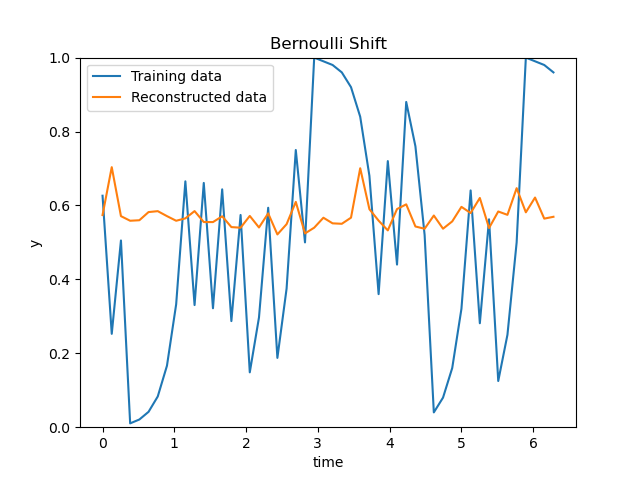 Bernoulli Shift
Training data
Reconstructed data
y
1.0
0.8
0.6
0.4
0.2
0.0
0 1 2 3 4 5 6
time